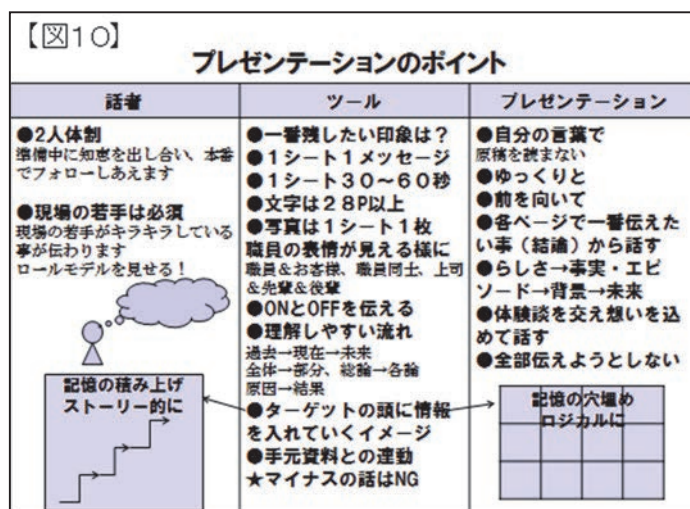 【図10】
プレゼンテーションのポイント
話者
●2人体制
準備中に知恵を出し合い、本番
でフォローしあえます
●現場の若手は必須
現場の若手がキラキラしている
事が伝わります
ロールモデルを見せる！
記憶の積み上げ
ストーリー的に
ツール
●一番残したい印象は？
●1シート1メッセージ
●1シート30～60秒
●文字は28P以上
●写真は1シート1枚
職員の表情が見える様に
職員＆お客様、職員同士、上司
＆先輩＆後輩
●ONとOFFを伝える
●理解しやすい流れ
過去→現在→未来
全体→部分、総論→各論
原因→結果
●ターゲットの頭に情報
を入れていくイメージ
●手元資料との連動
★マイナスの話はNG
プレゼンテーション
●自分の言葉で
原稿を読まない
●ゆっくりと
●前を向いて
●各ページで一番伝えた
い事（結論）から話す
●らしさ→事実・エピ
ソード→背景→未来
●体験談を交え想いを込
めて話す
●全部伝えようとしない
記憶の穴埋め
ロジカルに